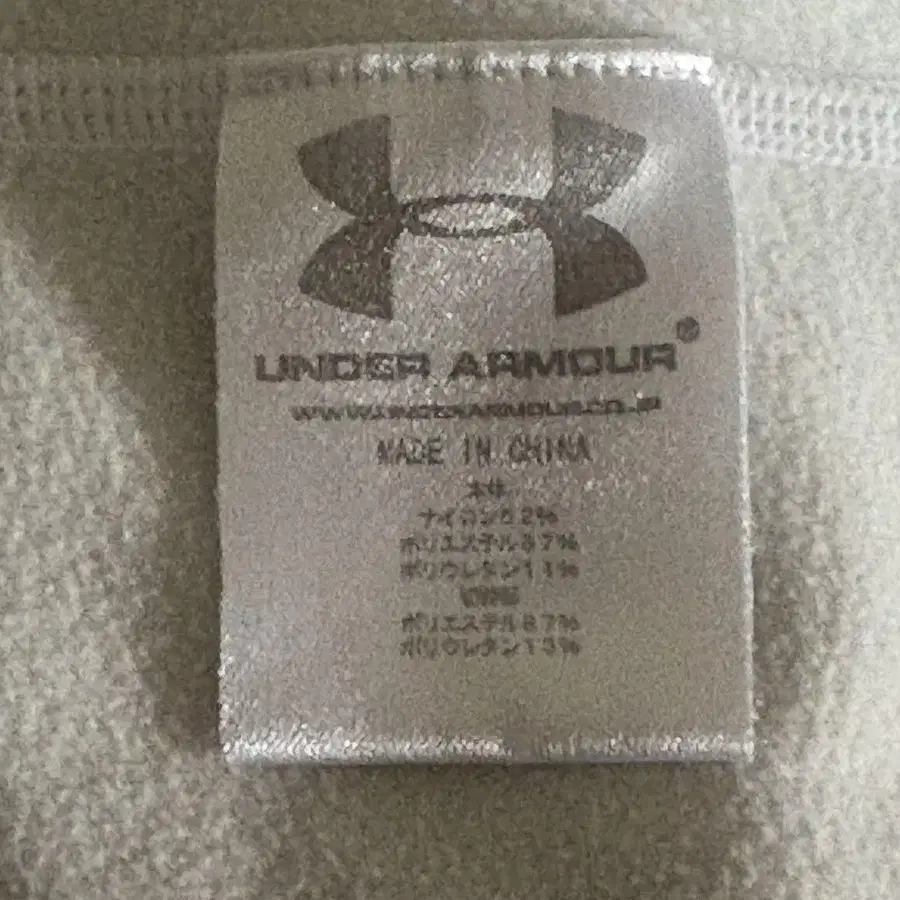 UNDER ARMOUR®
WWW.UNDERARMOUR.CO.JP
MADE IN CHINA
本体
ナイロン52%
ポリエステル37%
ポリウレタン11%
ポリエステル87%
ポリウレタン13%